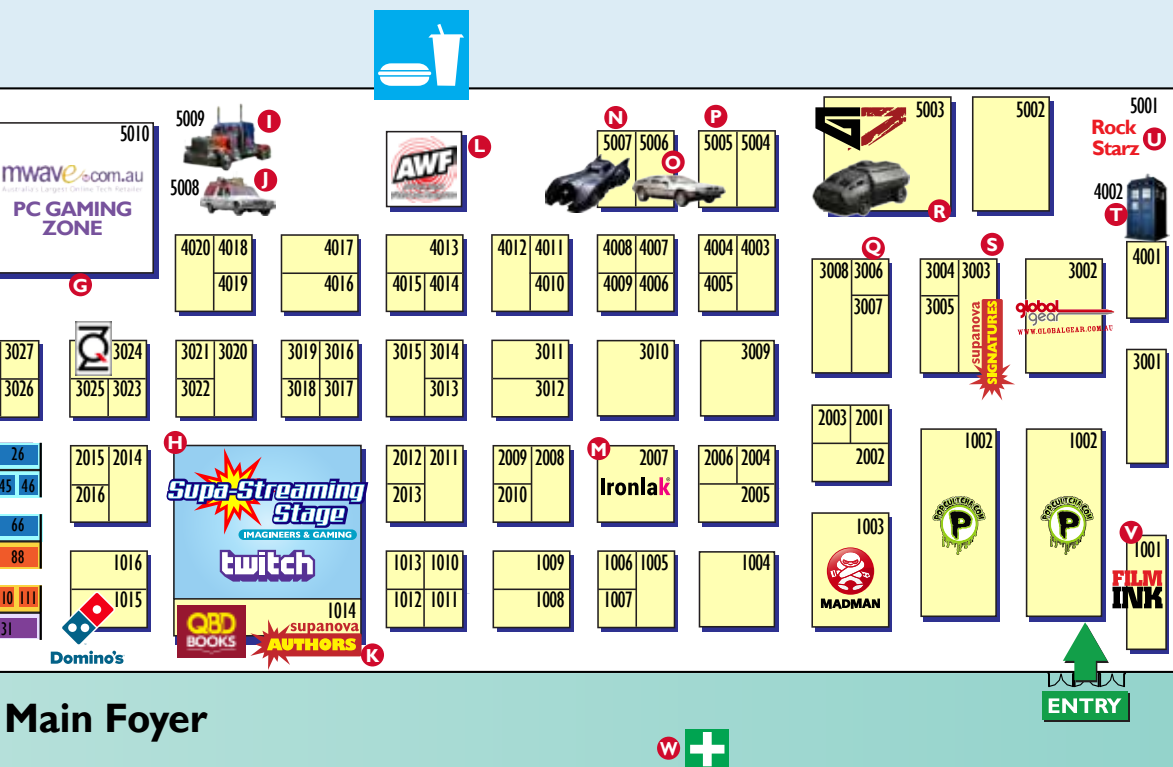 5010
mwave.com.au
Australia's Largest Online Tech Retailer
PC GAMING
ZONE
G
5009
I
5008
J
AWF
L
N
P
5007 5006
O
5005 5004
5003
R
5002
5001
Rock
Starz
U
4002
T
4020 4018
4019
4017
4016
4013
4015 4014
4012 4011
4010
4008 4007
4009 4006
4004 4003
4005
Q
3008 3006
3007
S
3004 3003
3005
supanova
SIGNATURES
3002
global
gear
WWW.GLOBALGEAR.COM.AU
4001
3027
3026
3024
3025 3023
3021 3020
3022
3019 3016
3018 3017
3015 3014
3013
3011
3012
3010
3009
3001
2003 2001
2002
26
45 46
66
88
10 111
31
2015 2014
2016
H
Supa-Streaming
Stage
IMAGINEERS & GAMING
twitch
2012 2011
2013
2009 2008
2010
M
2007
Ironlak
2006 2004
2005
1002
POPCULTCHA.COM
P
1002
POPCULTCHA.COM
P
1016
1015
Domino's
1014
QBD
BOOKS
supanova
AUTHORS
K
1013 1010
1012 1011
1009
1008
1006 1005
1007
1004
1003
MADMAN
V
1001
FILM
INK
ENTRY
Main Foyer
W